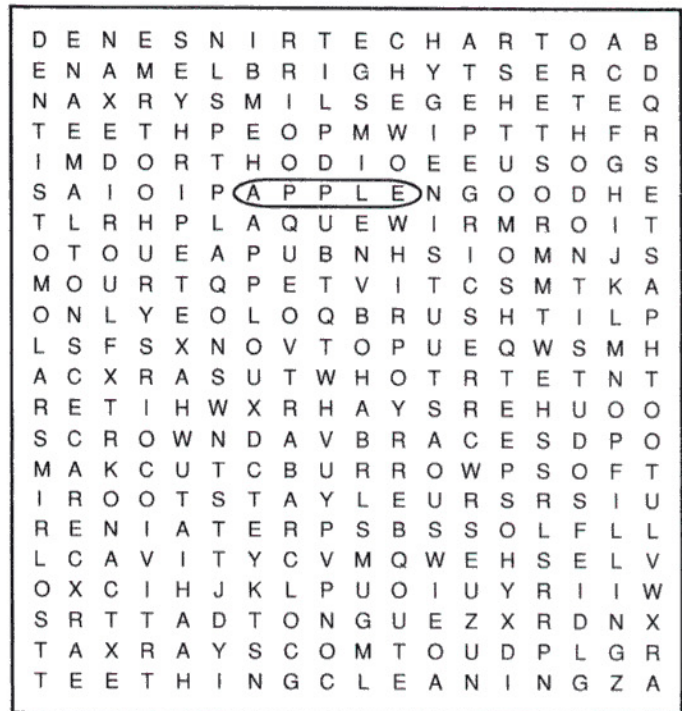 D E N E S N I R T E C H A R T O A B
E N A M E L B R I G H Y T S E R C D
N A X R Y S M I L S E G E H E T E Q
T E E T H P E O P M W I P T T H F R
I M D O R T H O D I O E E U S O G S
S A I O I P A P P L E N G O O D H E
T L R H P L A Q U E W I R M R O I T
O T O U E A P U B N H S I O M N J S
M O U R T Q P E T V I T C S M T K A
O N L Y E O L O Q B R U S H T I L P
L S F S X N O V T O P U E Q W S M H
A C X R A S U T W H O T R T E T N T
R E T I H W X R H A Y S R E H U O O
S C R O W N D A V B R A C E S D P O
M A K C U T C B U R R O W P S O F T
I R O O T S T A Y L E U R S R S I U
R E N I A T E R P S B S S O L F L L
L C A V I T Y C V M Q W E H S E L V
O X C I H J K L P U O I U Y R I I W
S R T T A D T O N G U E Z X R D N X
T A X R A Y S C O M T O U D P L G R
T E E T H I N G C L E A N I N G Z A